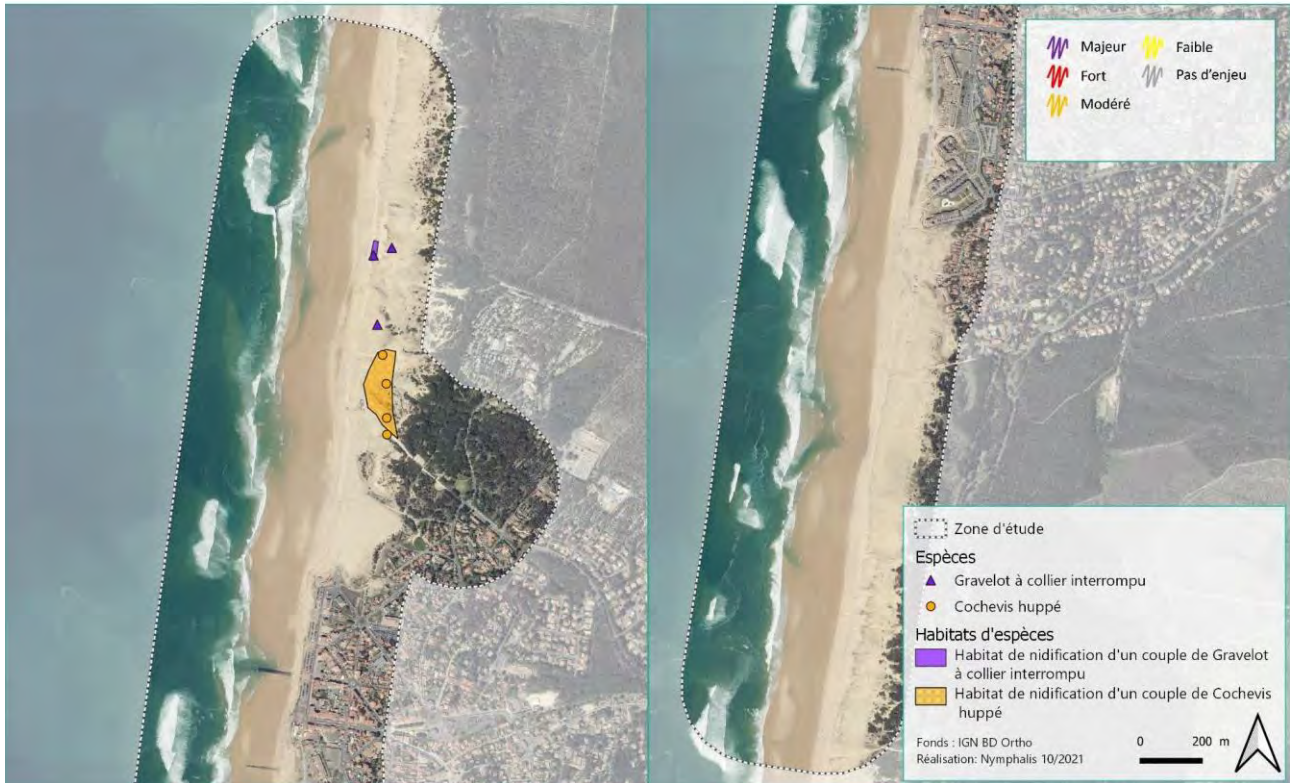 Majeur
Faible
Fort
Pas d'enjeu
Modéré
Zone d'étude
Espèces
Gravelot à collier interrompu
Cochevis huppé
Habitats d'espèces
Habitat de nidification d'un couple de Gravelot
à collier interrompu
Habitat de nidification d'un couple de Cochevis
huppé
Fonds : IGN BD Ortho
Réalisation: Nymphalis 10/2021
0 200 m